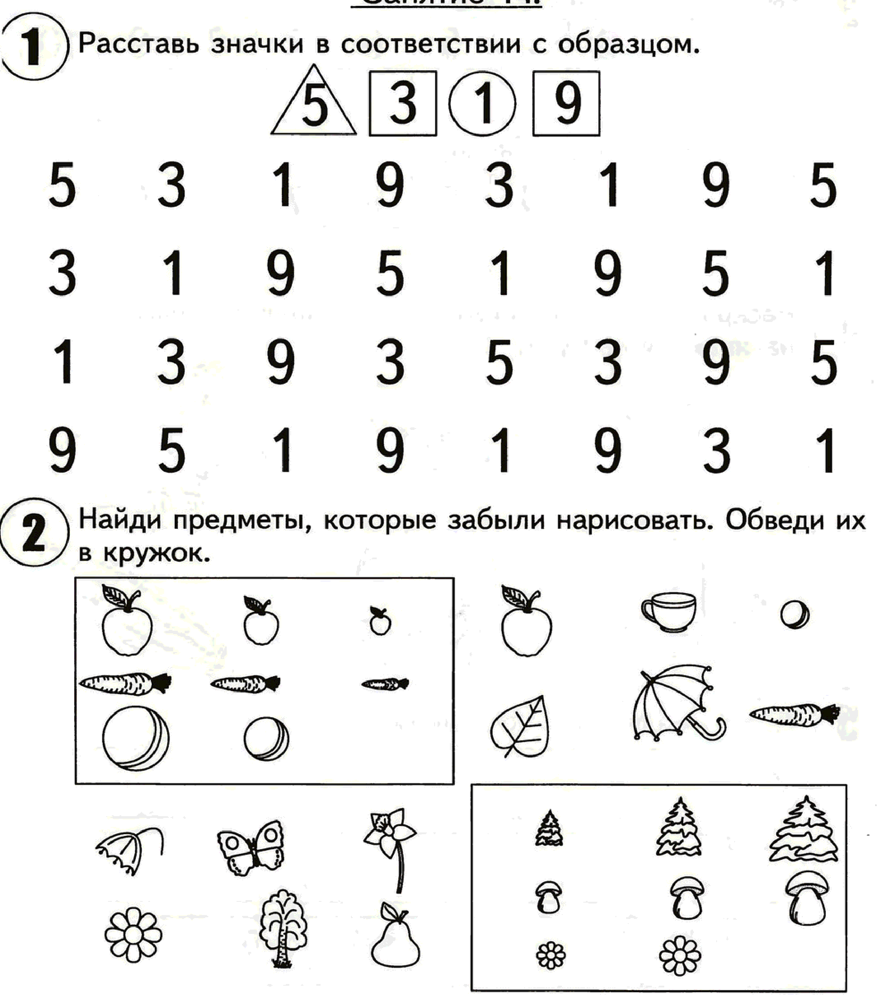 1
Расставь значки в соответствии с образцом.
5 3 1 9
5 3 1 9 3 1 9 5
3 1 9 5 1 9 5 1
1 3 9 3 5 3 9 5
9 5 1 9 1 9 3 1
2
Найди предметы, которые забыли нарисовать. Обведи их
в кружок.